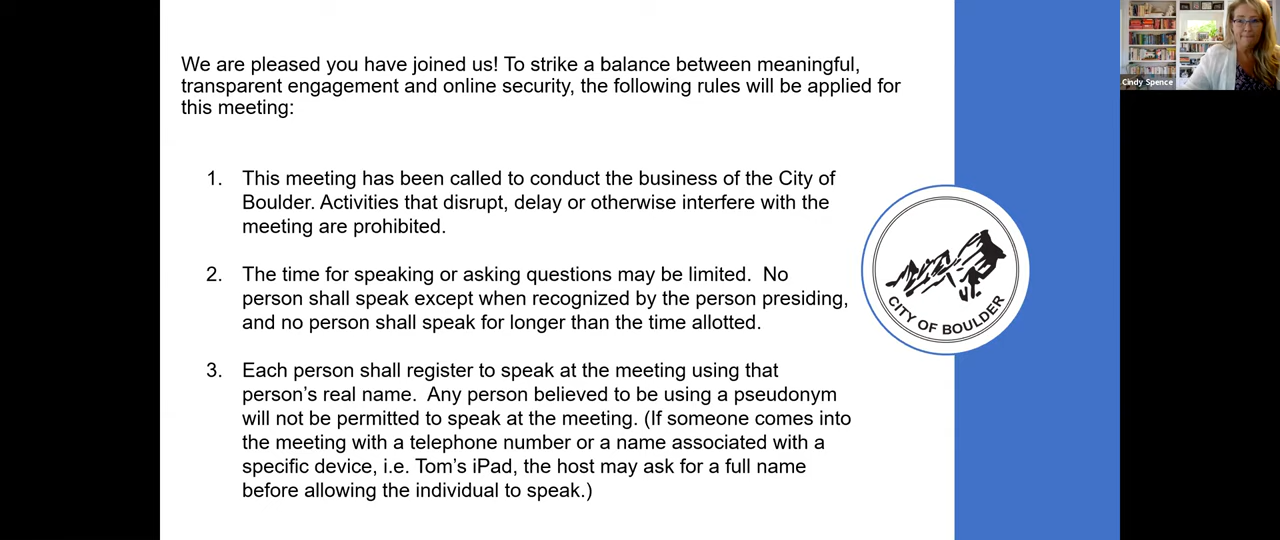 We are pleased you have joined us! To strike a balance between meaningful,
transparent engagement and online security, the following rules will be applied for
this meeting:
1. This meeting has been called to conduct the business of the City of
Boulder. Activities that disrupt, delay or otherwise interfere with the
meeting are prohibited.
2. The time for speaking or asking questions may be limited.  No
person shall speak except when recognized by the person presiding,
and no person shall speak for longer than the time allotted.
3. Each person shall register to speak at the meeting using that
person's real name.  Any person believed to be using a pseudonym
will not be permitted to speak at the meeting. (If someone comes into
the meeting with a telephone number or a name associated with a
specific device, i.e. Tom's iPad, the host may ask for a full name
before allowing the individual to speak.)
CITY OF BOULDER
Cindy Spence